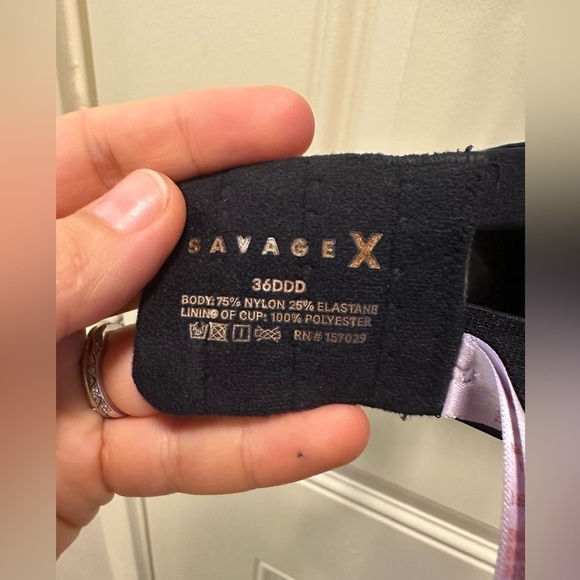 SAVAGE X
36DDD
BODY: 75% NYLON 25% ELASTANE
LINING OF CUP: 100% POLYESTER
RN# 157029